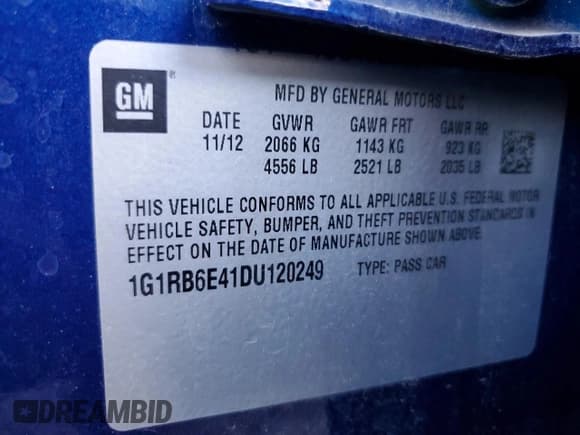 GM ®
MFD BY GENERAL MOTORS LLC
DATE GVWR GAWR FRT GAWR RR
11/12 2066 KG 1143 KG 923 KG
4556 LB 2521 LB 2035 LB
THIS VEHICLE CONFORMS TO ALL APPLICABLE U.S. FEDERAL MOTOR
VEHICLE SAFETY, BUMPER, AND THEFT PREVENTION STANDARDS IN
EFFECT ON THE DATE OF MANUFACTURE SHOWN ABOVE.
1G1RB6E41DU120249 TYPE: PASS CAR
DREAMBID